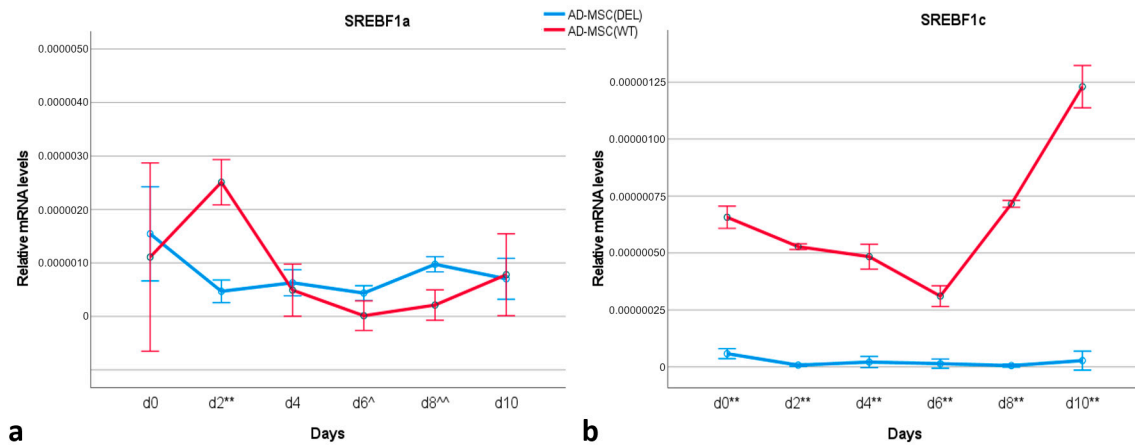 SREBF1a
AD-MSC(DEL)
AD-MSC(WT)
SREBF1c
Relative mRNA levels
0.0000050
0.0000040
0.0000030
0.0000020
0.0000010
0
d0 d2** d4 d6^ d8^^ d10
Days
a
Relative mRNA levels
0.00000125
0.00000100
0.00000075
0.00000050
0.00000025
0
d0** d2** d4** d6** d8** d10**
Days
b